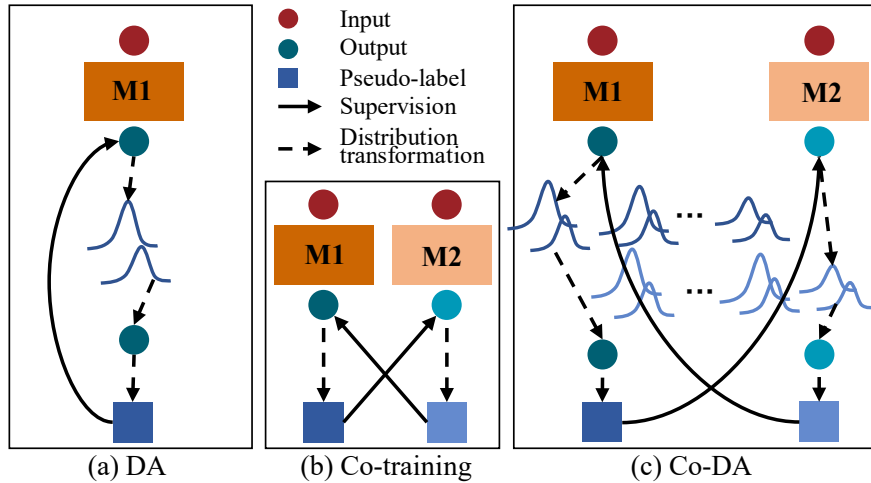 M1
Input
Output
Pseudo-label
Supervision
Distribution
transformation
M1
M2
M1
M2
...
...
(a) DA
(b) Co-training
(c) Co-DA